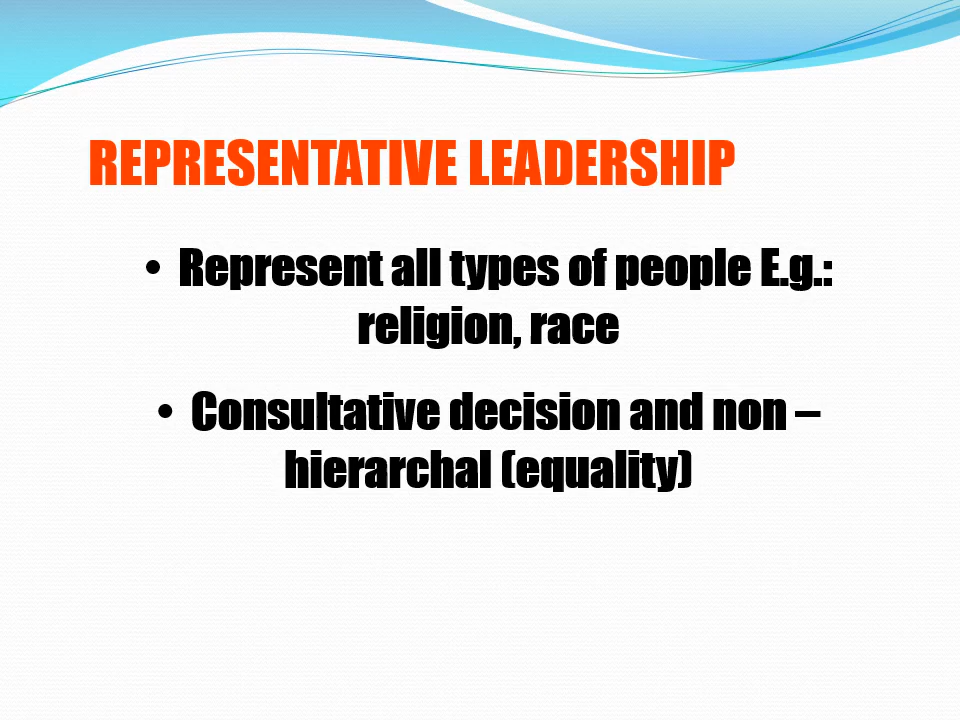 REPRESENTATIVE LEADERSHIP
• Represent all types of people E.g.:
religion, race
• Consultative decision and non –
hierarchal (equality)